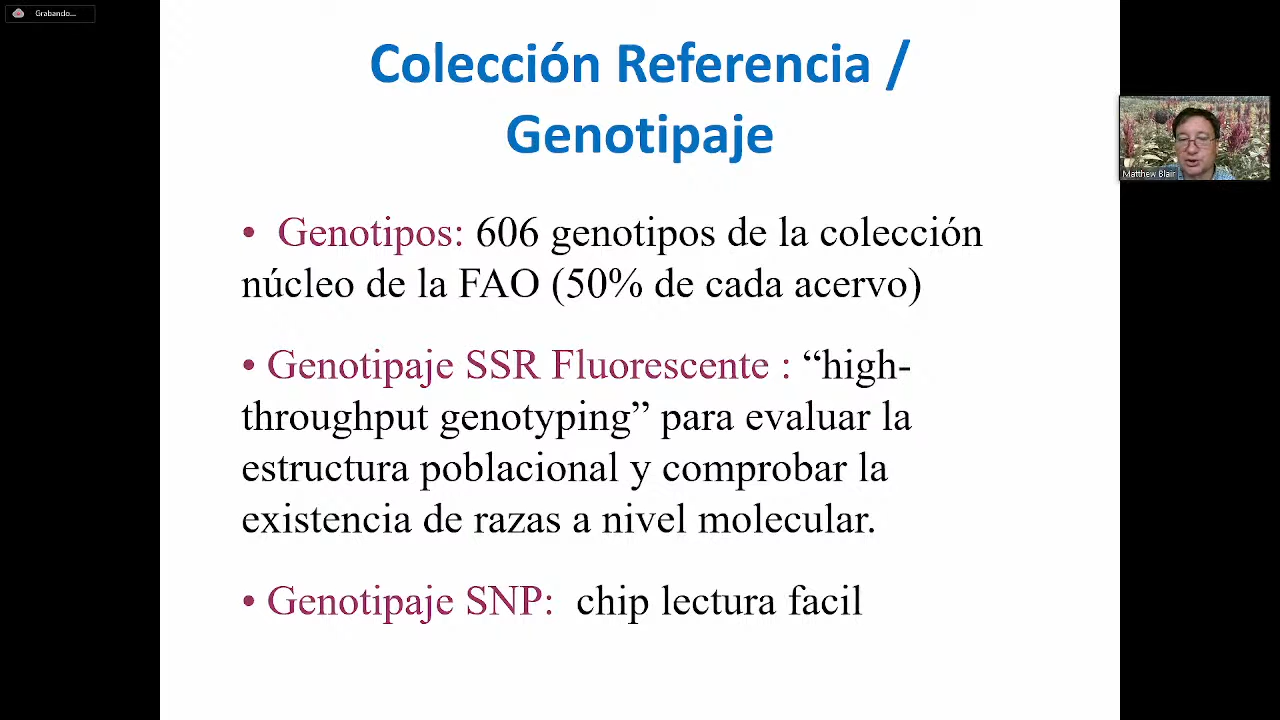 Grabando...
Colección Referencia /
Genotipaje
• Genotipos: 606 genotipos de la colección
núcleo de la FAO (50% de cada acervo)
• Genotipaje SSR Fluorescente : “high-
throughput genotyping” para evaluar la
estructura poblacional y comprobar la
existencia de razas a nivel molecular.
• Genotipaje SNP: chip lectura facil
Matthew Blair